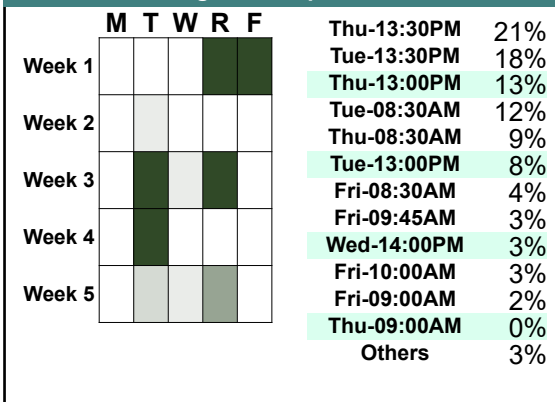 M T W R F
Week 1
Week 2
Week 3
Week 4
Week 5
Thu-13:30PM 21%
Tue-13:30PM 18%
Thu-13:00PM 13%
Tue-08:30AM 12%
Thu-08:30AM 9%
Tue-13:00PM 8%
Fri-08:30AM 4%
Fri-09:45AM 3%
Wed-14:00PM 3%
Fri-10:00AM 3%
Fri-09:00AM 2%
Thu-09:00AM 0%
Others 3%